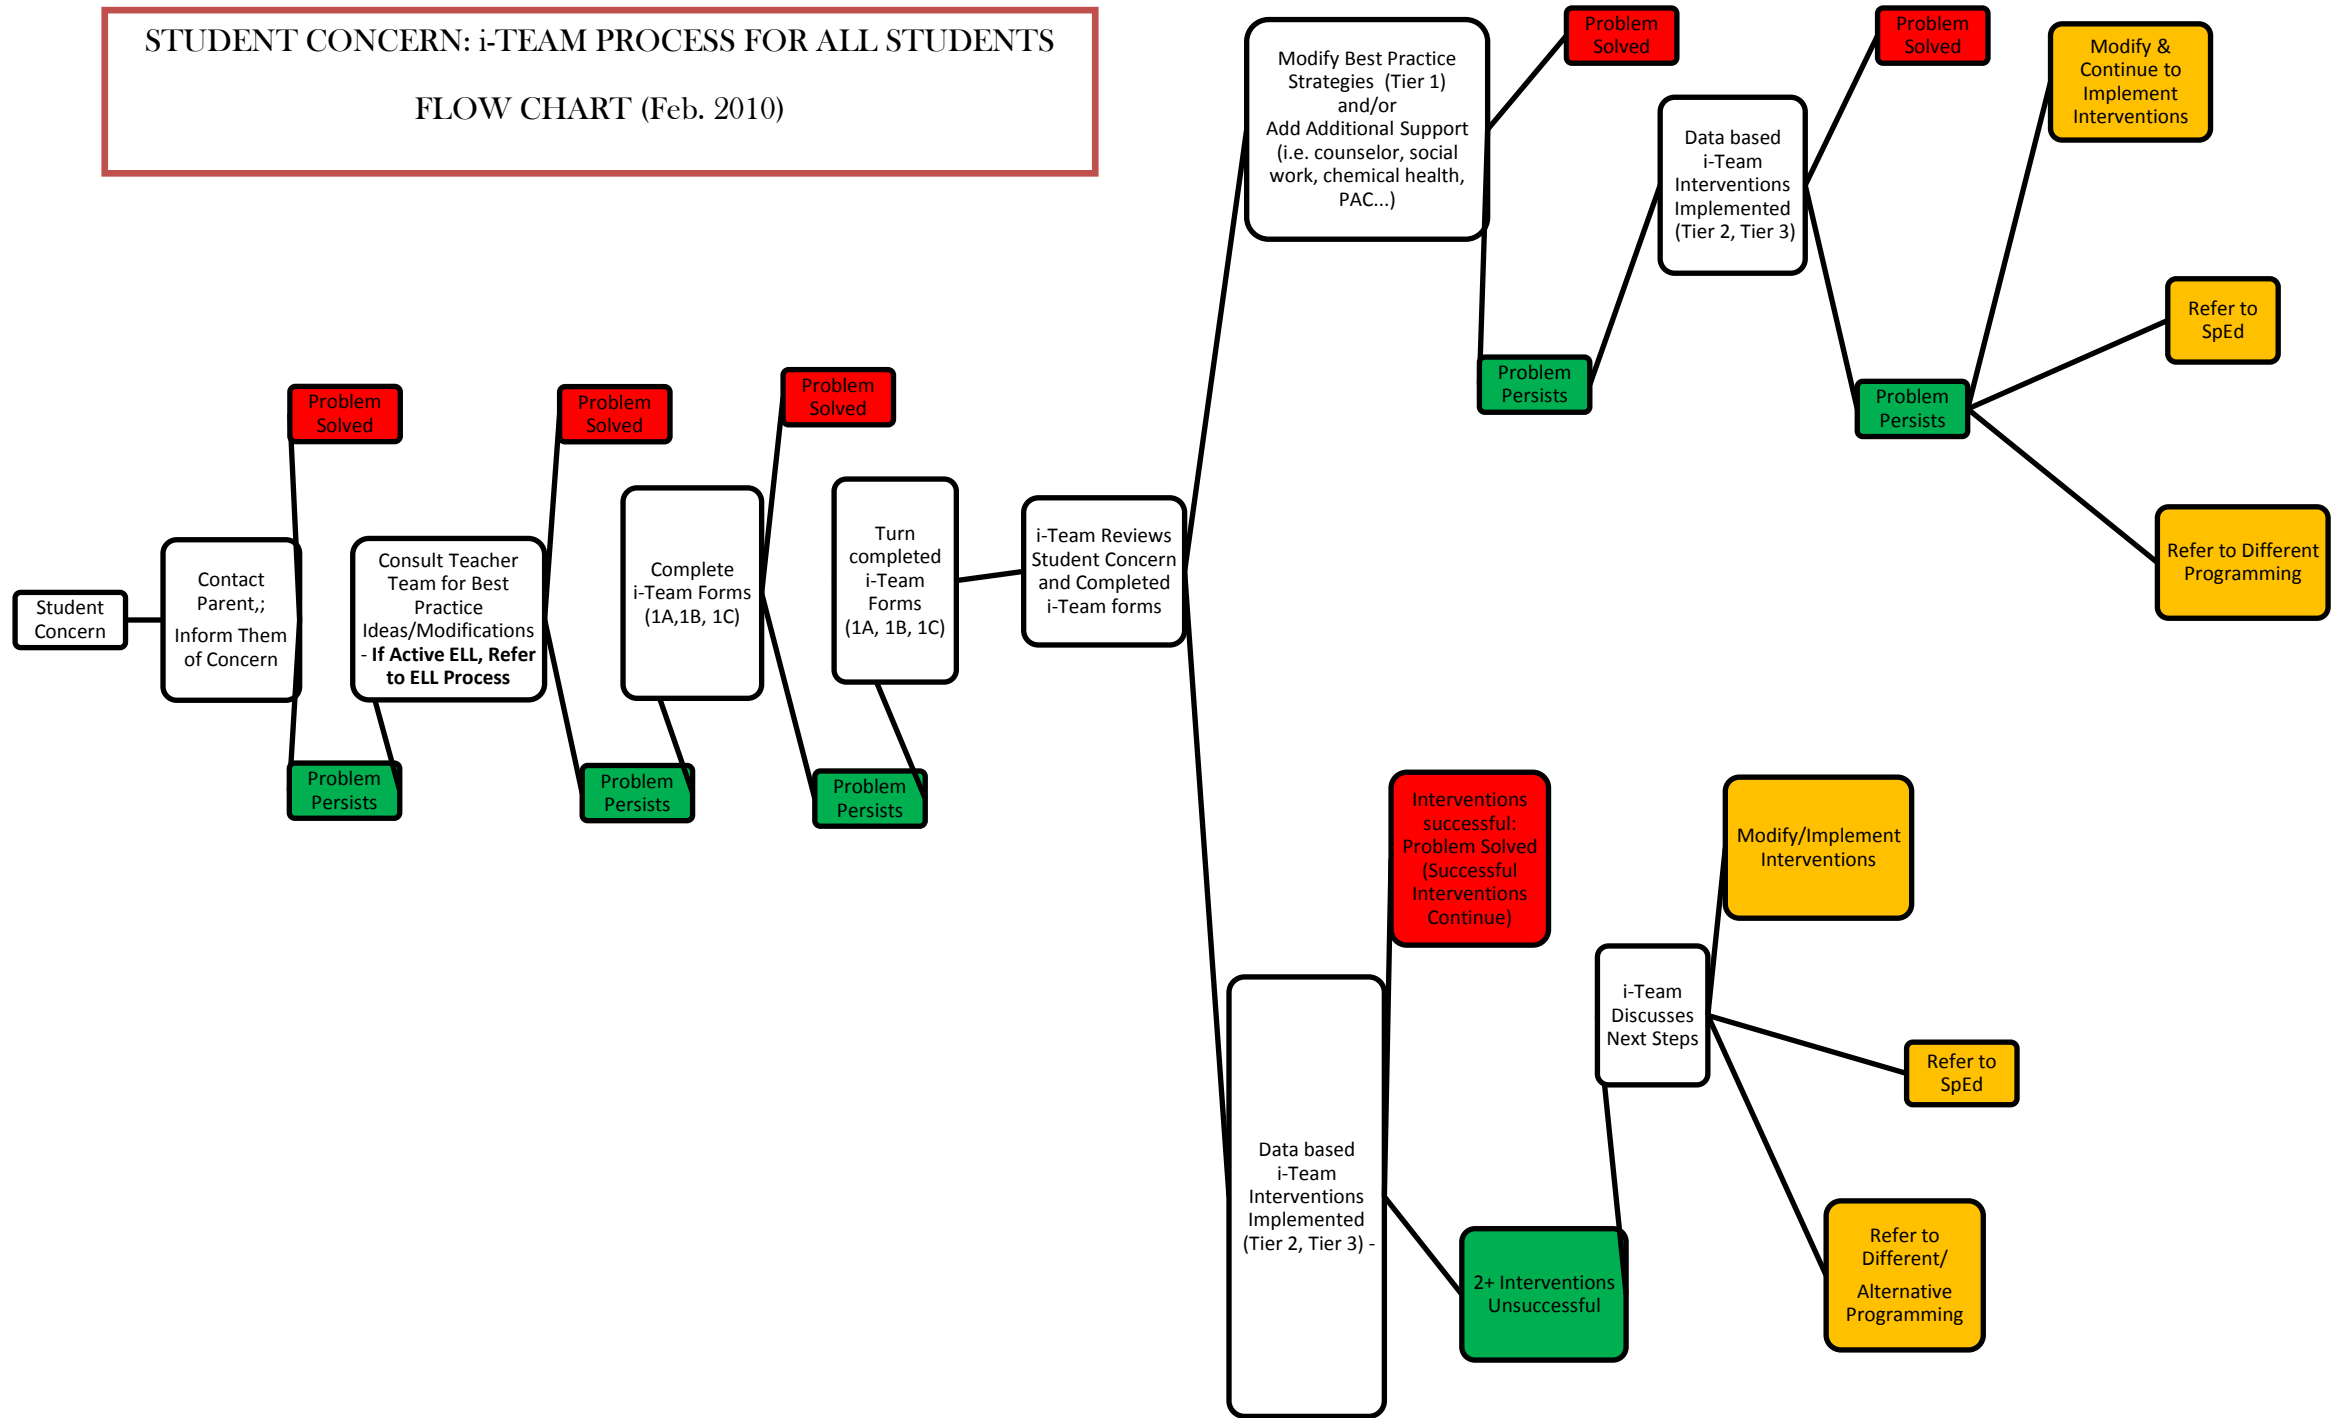 STUDENT CONCERN: i-TEAM PROCESS FOR ALL STUDENTS
FLOW CHART (Feb. 2010)
Student
Concern
Contact
Parent,;
Inform Them
of Concern
Problem
Solved
Problem
Persists
Consult Teacher
Team for Best
Practice
Ideas/Modifications
- If Active ELL, Refer
to ELL Process
Problem
Solved
Problem
Persists
Complete
i-Team Forms
(1A,1B, 1C)
Problem
Solved
Problem
Persists
Turn
completed
i-Team
Forms
(1A, 1B, 1C)
i-Team Reviews
Student Concern
and Completed
i-Team forms
Modify Best Practice
Strategies (Tier 1)
and/or
Add Additional Support
(i.e. counselor, social
work, chemical health,
PAC...)
Problem
Solved
Problem
Persists
Data based
i-Team
Interventions
Implemented
(Tier 2, Tier 3)
Problem
Solved
Problem
Persists
Modify &
Continue to
Implement
Interventions
Refer to
SpEd
Refer to Different
Programming
Data based
i-Team
Interventions
Implemented
(Tier 2, Tier 3) -
Interventions
successful:
Problem Solved
(Successful
Interventions
Continue)
2+ Interventions
Unsuccessful
i-Team
Discusses
Next Steps
Modify/Implement
Interventions
Refer to
SpEd
Refer to
Different/
Alternative
Programming